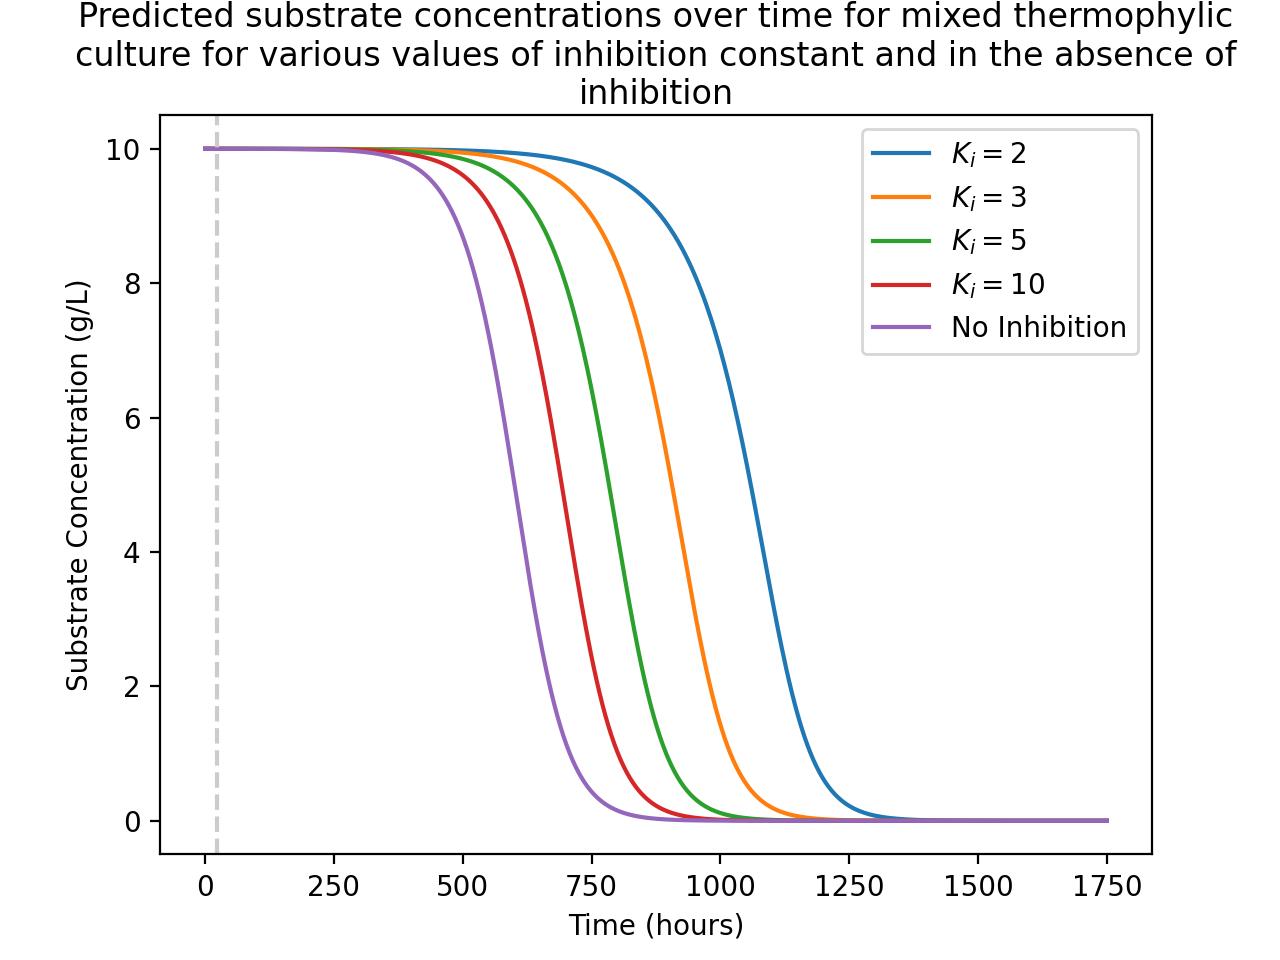 Predicted substrate concentrations over time for mixed thermophylic
culture for various values of inhibition constant and in the absence of
inhibition
10
8
6
4
2
0
Substrate Concentration (g/L)
K_i = 2
K_i = 3
K_i = 5
K_i = 10
No Inhibition
0 250 500 750 1000 1250 1500 1750
Time (hours)